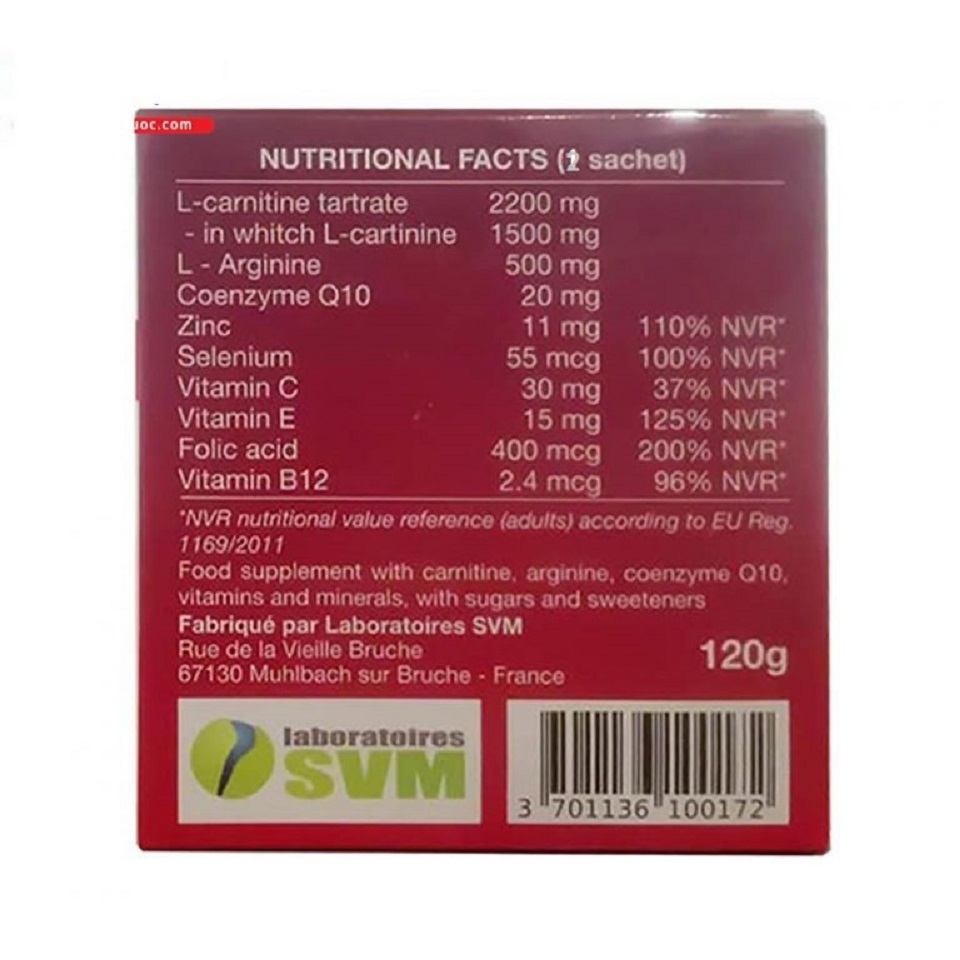 uoc.com
NUTRITIONAL FACTS ( sachet)
L-carnitine tartrate 2200 mg
- in whitch L-cartinine 1500 mg
L - Arginine 500 mg
Coenzyme Q10 20 mg
Zinc 11 mg 110% NVR*
Selenium 55 mcg 100% NVR*
Vitamin C 30 mg 37% NVR*
Vitamin E 15 mg 125% NVR*
Folic acid 400 mcg 200% NVR*
Vitamin B12 2.4 mcg 96% NVR*
*NVR nutritional value reference (adults) according to EU Reg.
1169/2011
Food supplement with carnitine, arginine, coenzyme Q10,
vitamins and minerals, with sugars and sweeteners
Fabriqué par Laboratoires SVM
Rue de la Vieille Bruche
67130 Muhlbach sur Bruche - France
120g
laboratoires
SVM
3 701136 100172